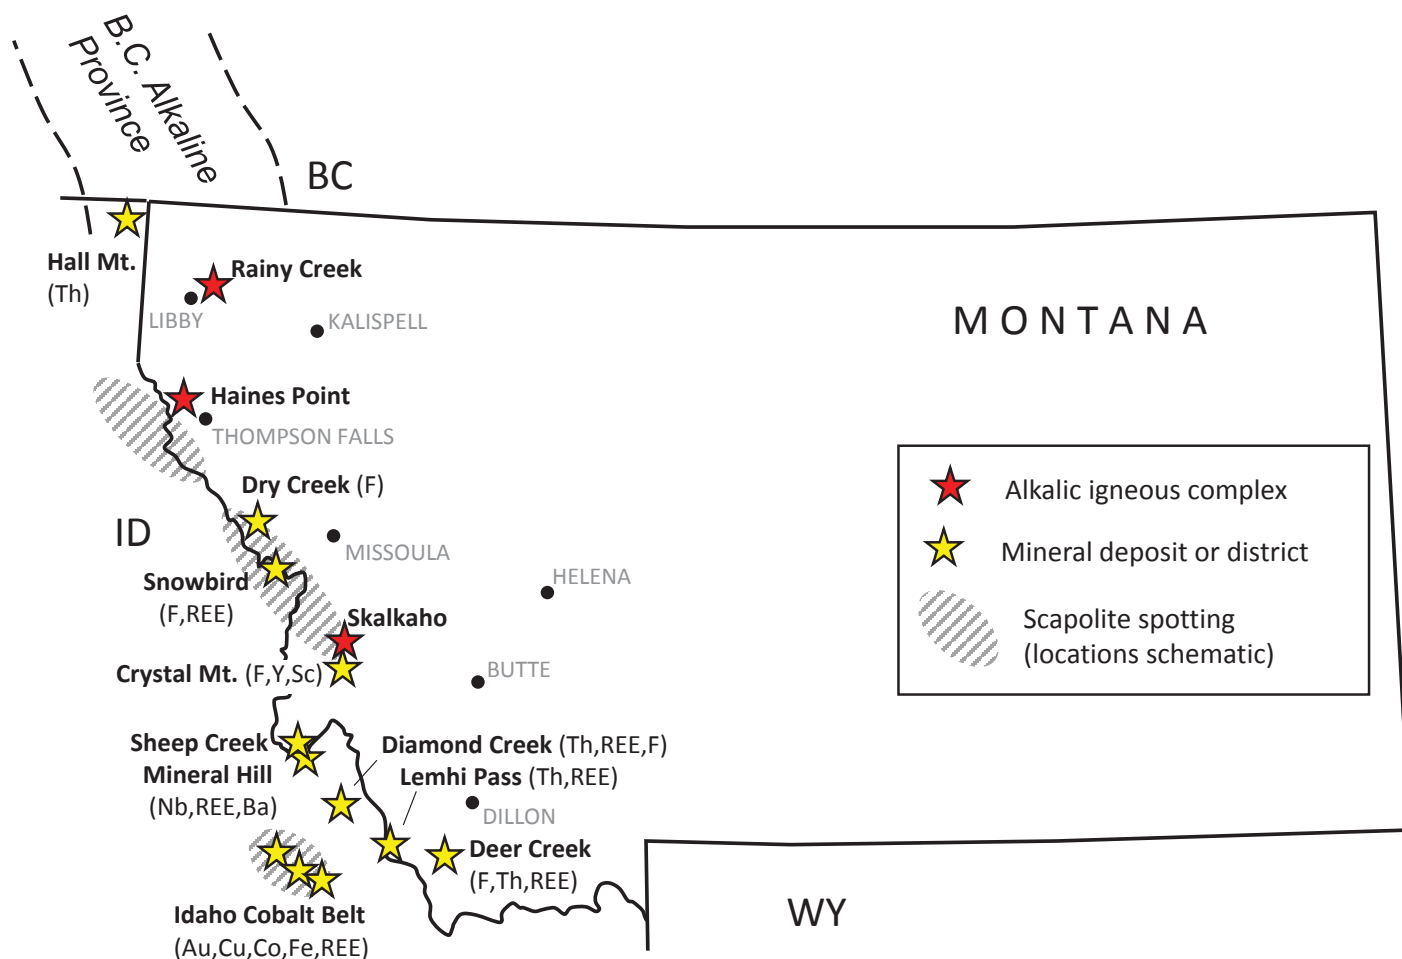 B.C. Alkaline
Province
BC
Hall Mt.
(Th)
Rainy Creek
LIBBY
KALISPELL
MONTANA
Haines Point
THOMPSON FALLS
Dry Creek (F)
ID
MISSOULA
Snowbird
(F,REE)
HELENA
Skalkaho
Crystal Mt. (F,Y,Sc)
BUTTE
Sheep Creek
Mineral Hill
(Nb,REE,Ba)
Diamond Creek (Th,REE,F)
Lemhi Pass (Th,REE)
DILLON
Deer Creek
(F,Th,REE)
Idaho Cobalt Belt
(Au,Cu,Co,Fe,REE)
WY
Alkalic igneous complex
Mineral deposit or district
Scapolite spotting
(locations schematic)